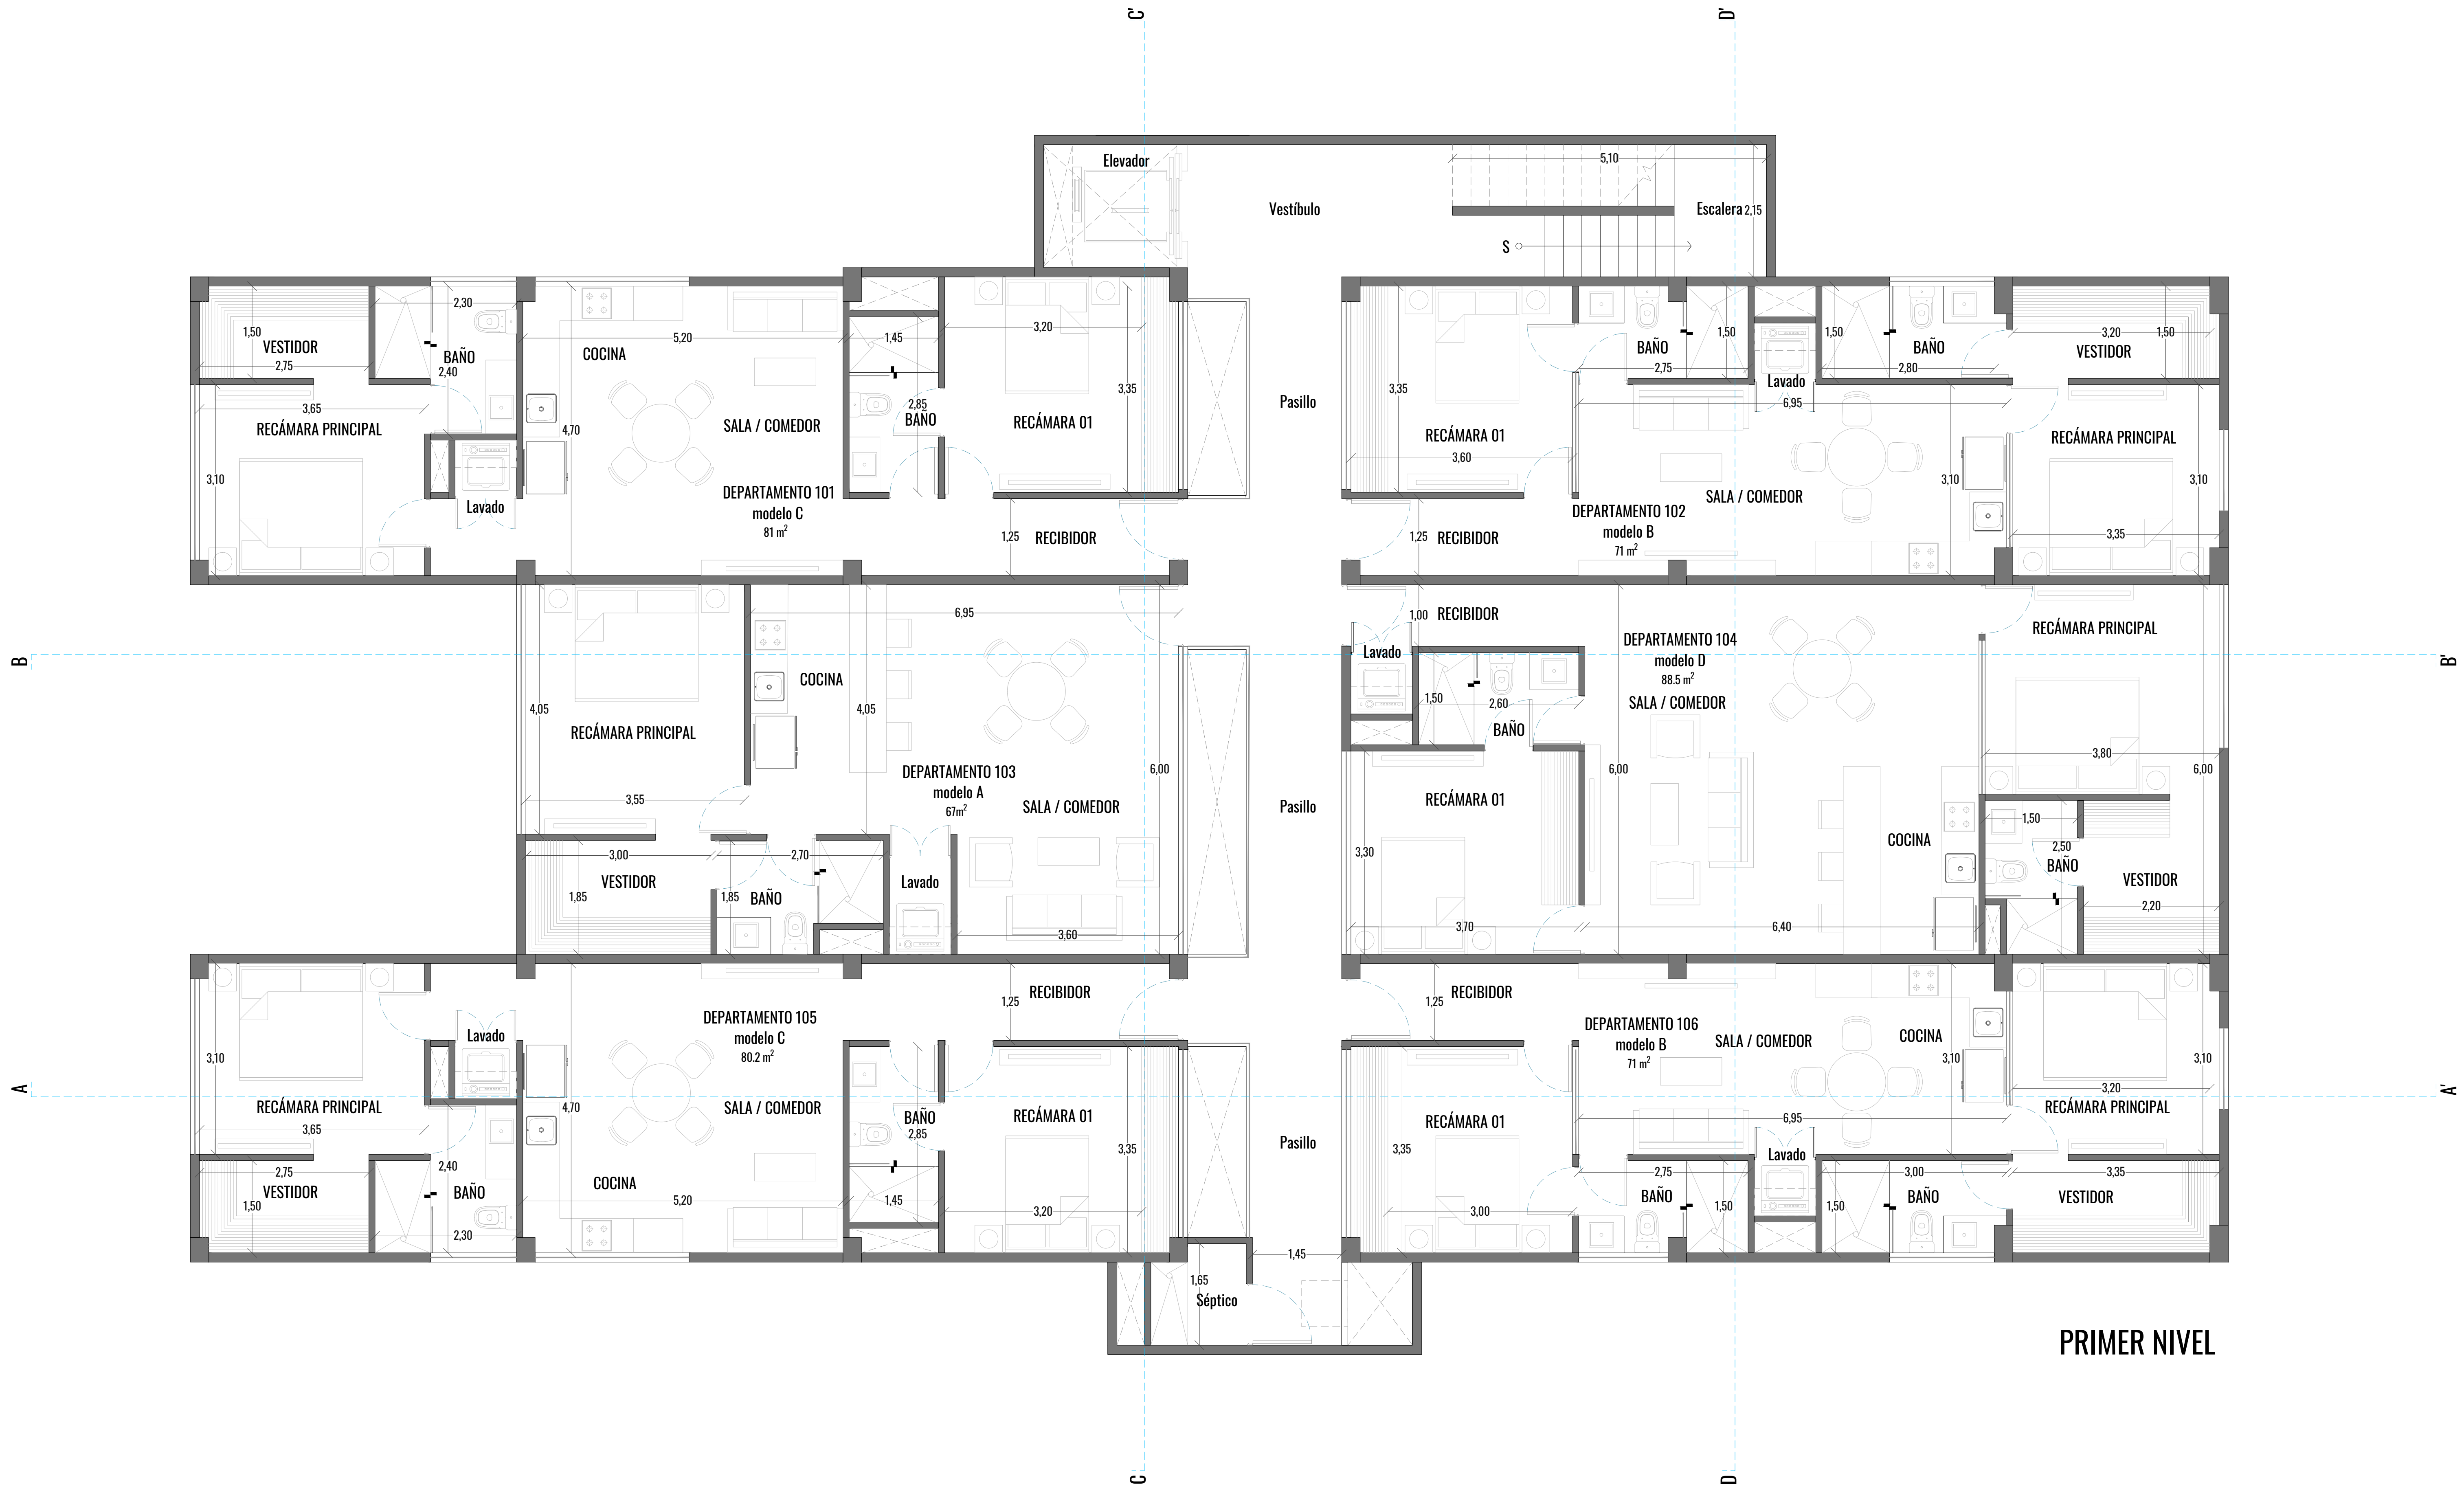 C'
D'
Elevador
5,10
Vestíbulo
Escalera
2,15
S
1,50
VESTIDOR
2,75
2,30
BAÑO
2,40
3,65
RECÁMARA PRINCIPAL
3,10
Lavado
5,20
COCINA
4,70
SALA / COMEDOR
DEPARTAMENTO 101
modelo C
81 m²
1,45
2,85
BAÑO
3,20
3,35
RECÁMARA 01
1,25
RECIBIDOR
Pasillo
3,35
RECÁMARA 01
3,60
BAÑO
1,50
2,75
Lavado
1,50
BAÑO
2,80
3,20
1,50
VESTIDOR
6,95
SALA / COMEDOR
3,10
RECÁMARA PRINCIPAL
3,10
3,35
DEPARTAMENTO 102
modelo B
71 m²
1,25
RECIBIDOR
B
B'
4,05
RECÁMARA PRINCIPAL
3,55
COCINA
4,05
6,95
DEPARTAMENTO 103
modelo A
67m²
SALA / COMEDOR
6,00
3,00
VESTIDOR
1,85
1,85
BAÑO
2,70
Lavado
3,60
Pasillo
1,00
RECIBIDOR
Lavado
1,50
2,60
BAÑO
DEPARTAMENTO 104
modelo D
88.5 m²
SALA / COMEDOR
6,00
RECÁMARA 01
3,30
3,70
6,40
COCINA
RECÁMARA PRINCIPAL
3,80
6,00
1,50
2,50
BAÑO
VESTIDOR
2,20
A
A'
3,10
RECÁMARA PRINCIPAL
3,65
Lavado
2,75
VESTIDOR
1,50
2,40
BAÑO
2,30
DEPARTAMENTO 105
modelo C
80.2 m²
4,70
SALA / COMEDOR
COCINA
5,20
BAÑO
2,85
1,45
RECIBIDOR
1,25
RECÁMARA 01
3,35
3,20
Pasillo
1,45
1,65
Séptico
1,25
RECIBIDOR
DEPARTAMENTO 106
modelo B
71 m²
SALA / COMEDOR
COCINA
3,10
RECÁMARA 01
3,35
3,00
6,95
Lavado
2,75
BAÑO
1,50
3,00
1,50
BAÑO
3,10
3,20
RECÁMARA PRINCIPAL
3,35
VESTIDOR
PRIMER NIVEL
C
D